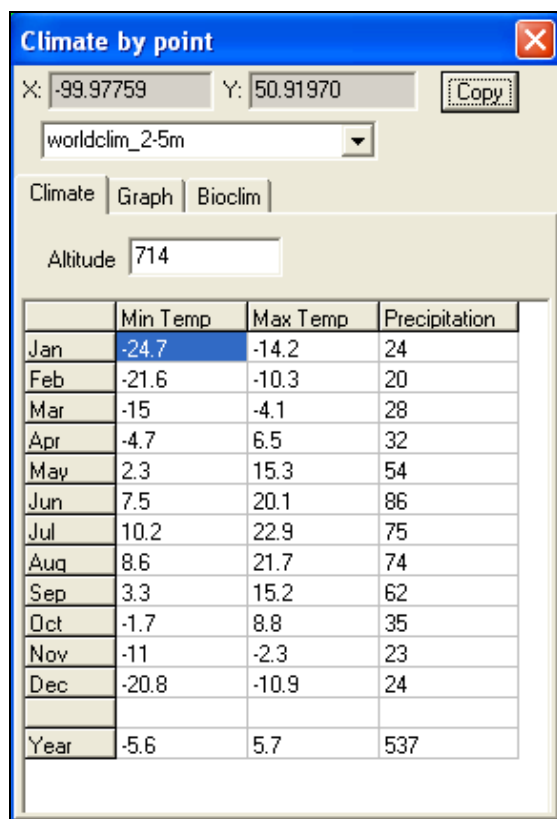 Climate by point
X: -99.97759 Y: 50.91970 Copy
worldclim_2-5m
Climate Graph Bioclim
Altitude 714
Min Temp Max Temp Precipitation
Jan -24.7 -14.2 24
Feb -21.6 -10.3 20
Mar -15 -4.1 28
Apr -4.7 6.5 32
May 2.3 15.3 54
Jun 7.5 20.1 86
Jul 10.2 22.9 75
Aug 8.6 21.7 74
Sep 3.3 15.2 62
Oct -1.7 8.8 35
Nov -11 -2.3 23
Dec -20.8 -10.9 24
Year -5.6 5.7 537